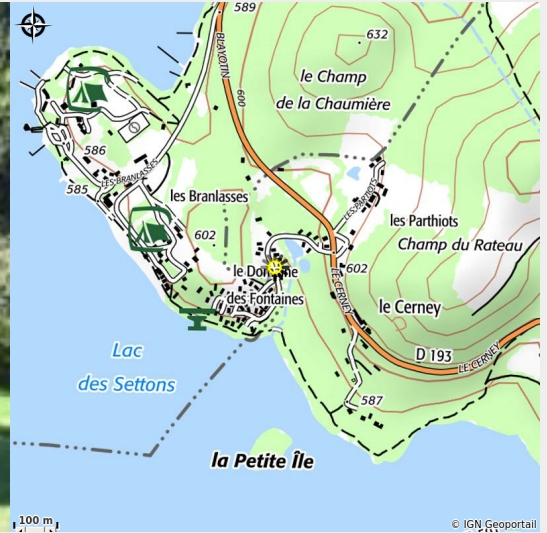 589
BLAYOTIN
632
600
le Champ
de la Chaumière
586
585
LES BRANLASSES
les Branlasses
LES PARTHIOTS
les Parthiots
602
Champ du Rateau
le Domaine
602
des Fontaines
LE CERNEY
le Cerney
Lac
des Settons
D 193
LE CERNEY
587
la Petite Île
100 m
© IGN Geoportail